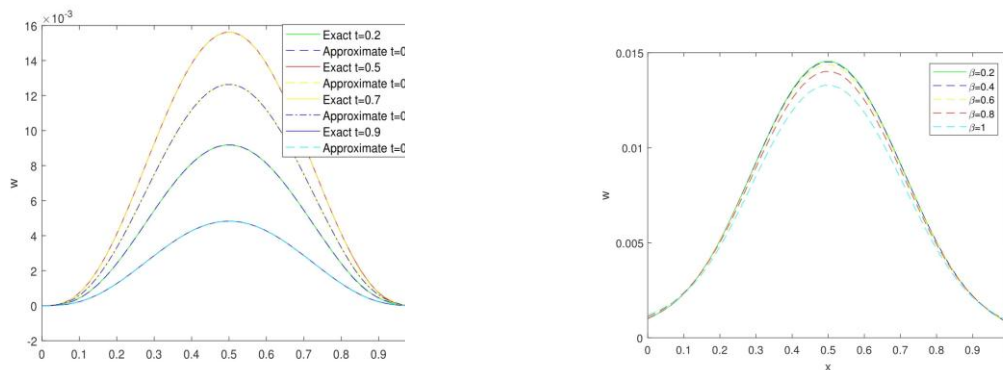 ×10-3
16
14
12
10
8
6
4
2
0
-2
w
0 0.1 0.2 0.3 0.4 0.5 0.6 0.7 0.8 0.9
Exact t=0.2
Approximate t=0
Exact t=0.5
Approximate t=0.
Exact t=0.7
Approximate t=0.
Exact t=0.9
Approximate t=0.
0.015
0.01
0.005
0
w
0 0.1 0.2 0.3 0.4 0.5 0.6 0.7 0.8 0.9
x
β=0.2
β=0.4
β=0.6
β=0.8
β=1